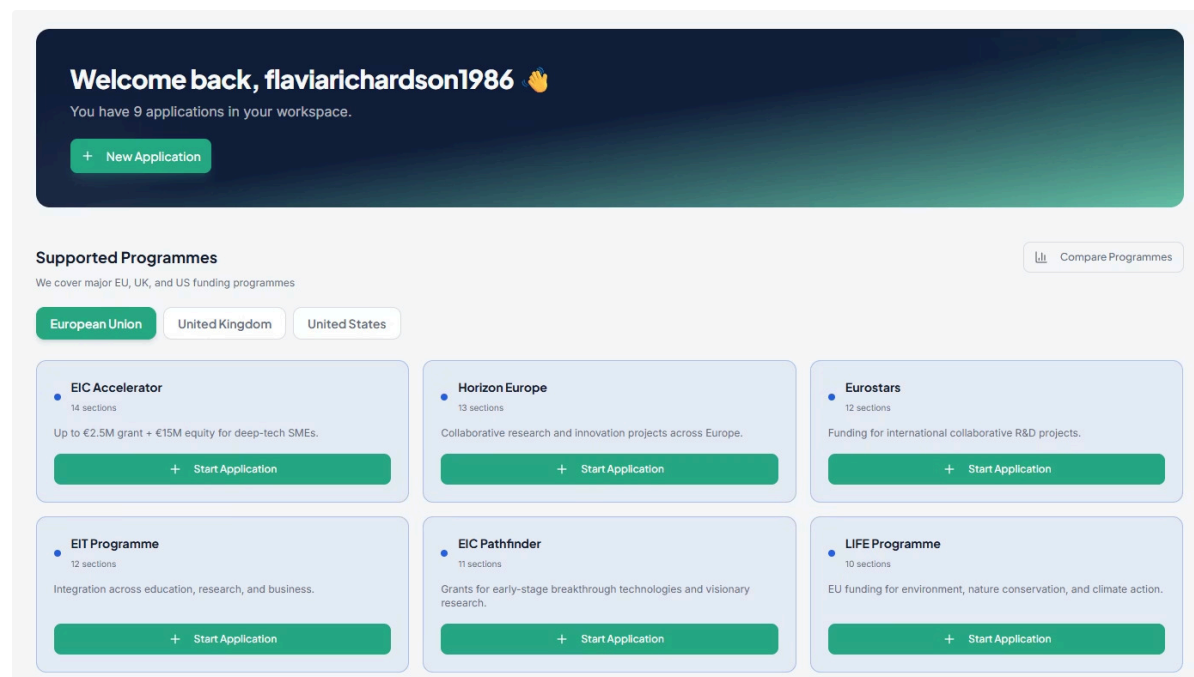 Welcome back, flaviarichardson1986 👋
You have 9 applications in your workspace.
+ New Application
Supported Programmes
Compare Programmes
We cover major EU, UK, and US funding programmes
European Union
United Kingdom
United States
EIC Accelerator
14 sections
Up to €2.5M grant + €15M equity for deep-tech SMEs.
+ Start Application
Horizon Europe
13 sections
Collaborative research and innovation projects across Europe.
+ Start Application
Eurostars
12 sections
Funding for international collaborative R&D projects.
+ Start Application
EIT Programme
12 sections
Integration across education, research, and business.
+ Start Application
EIC Pathfinder
11 sections
Grants for early-stage breakthrough technologies and visionary
research.
+ Start Application
LIFE Programme
10 sections
EU funding for environment, nature conservation, and climate action.
+ Start Application